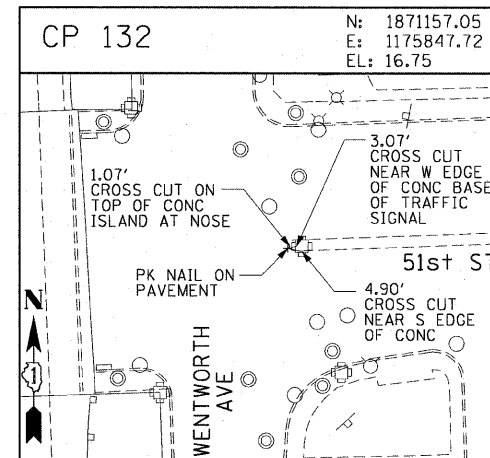 CP 132
N: 1871157.05
E: 1175847.72
EL: 16.75
3.07'
CROSS CUT
NEAR W EDGE
OF CONC BASE
OF TRAFFIC
SIGNAL
1.07'
CROSS CUT ON
TOP OF CONC
ISLAND AT NOSE
PK NAIL ON
PAVEMENT
51st ST
4.90'
CROSS CUT
NEAR S EDGE
OF CONC
N
1
WENTWORTH
AVE